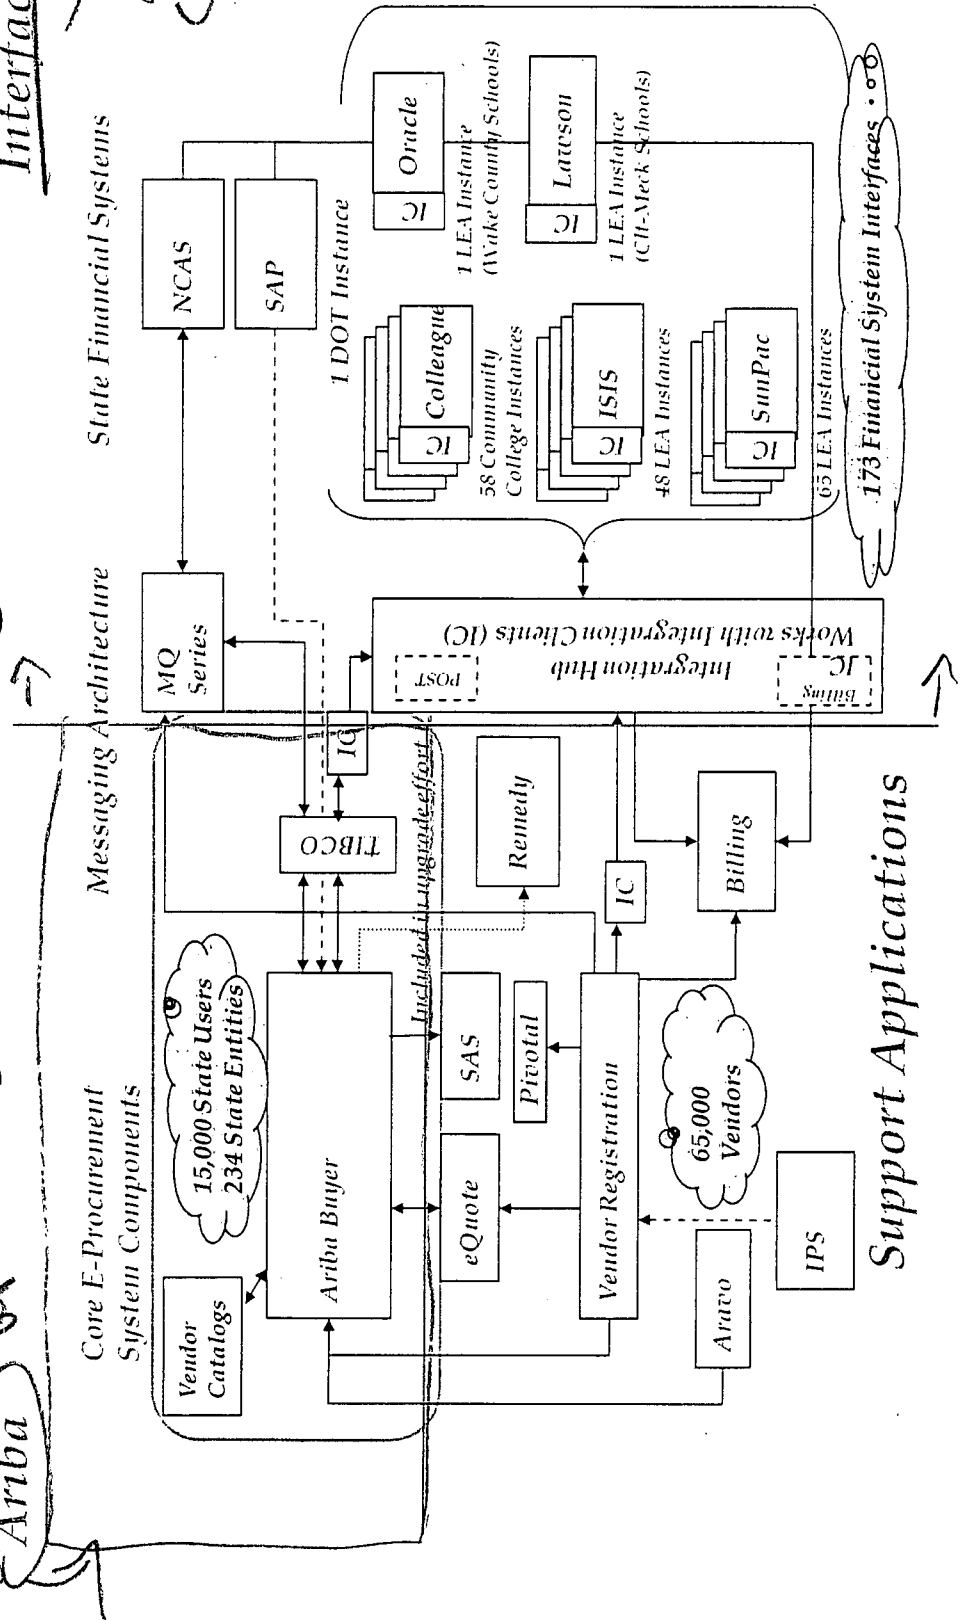 Ariba
Interfac
Core E-Procurement
System Components
Messaging Architecture
State Financial Systems
Vendor
Catalogs
15,000 State Users
234 State Entities
Ariba Buyer
TIBCO
IC
MQ
Series
NCAS
SAP
1 DOT Instance
Included in upgrade effort
eQuote
SAS
Pivotal
Remedy
Vendor Registration
IC
65,000
Vendors
Aravo
IPS
Billing
Integration Hub
Works with Integration Clients (IC)
POST
Billing
IC
IC
Colleague
58 Community
College Instances
IC
ISIS
48 LEA Instances
IC
SunPac
65 LEA Instances
IC
Oracle
1 LEA Instance
(Wake County Schools)
IC
Lawson
1 LEA Instance
(Clt-Meck Schools)
173 Financial System Interfaces
Support Applications